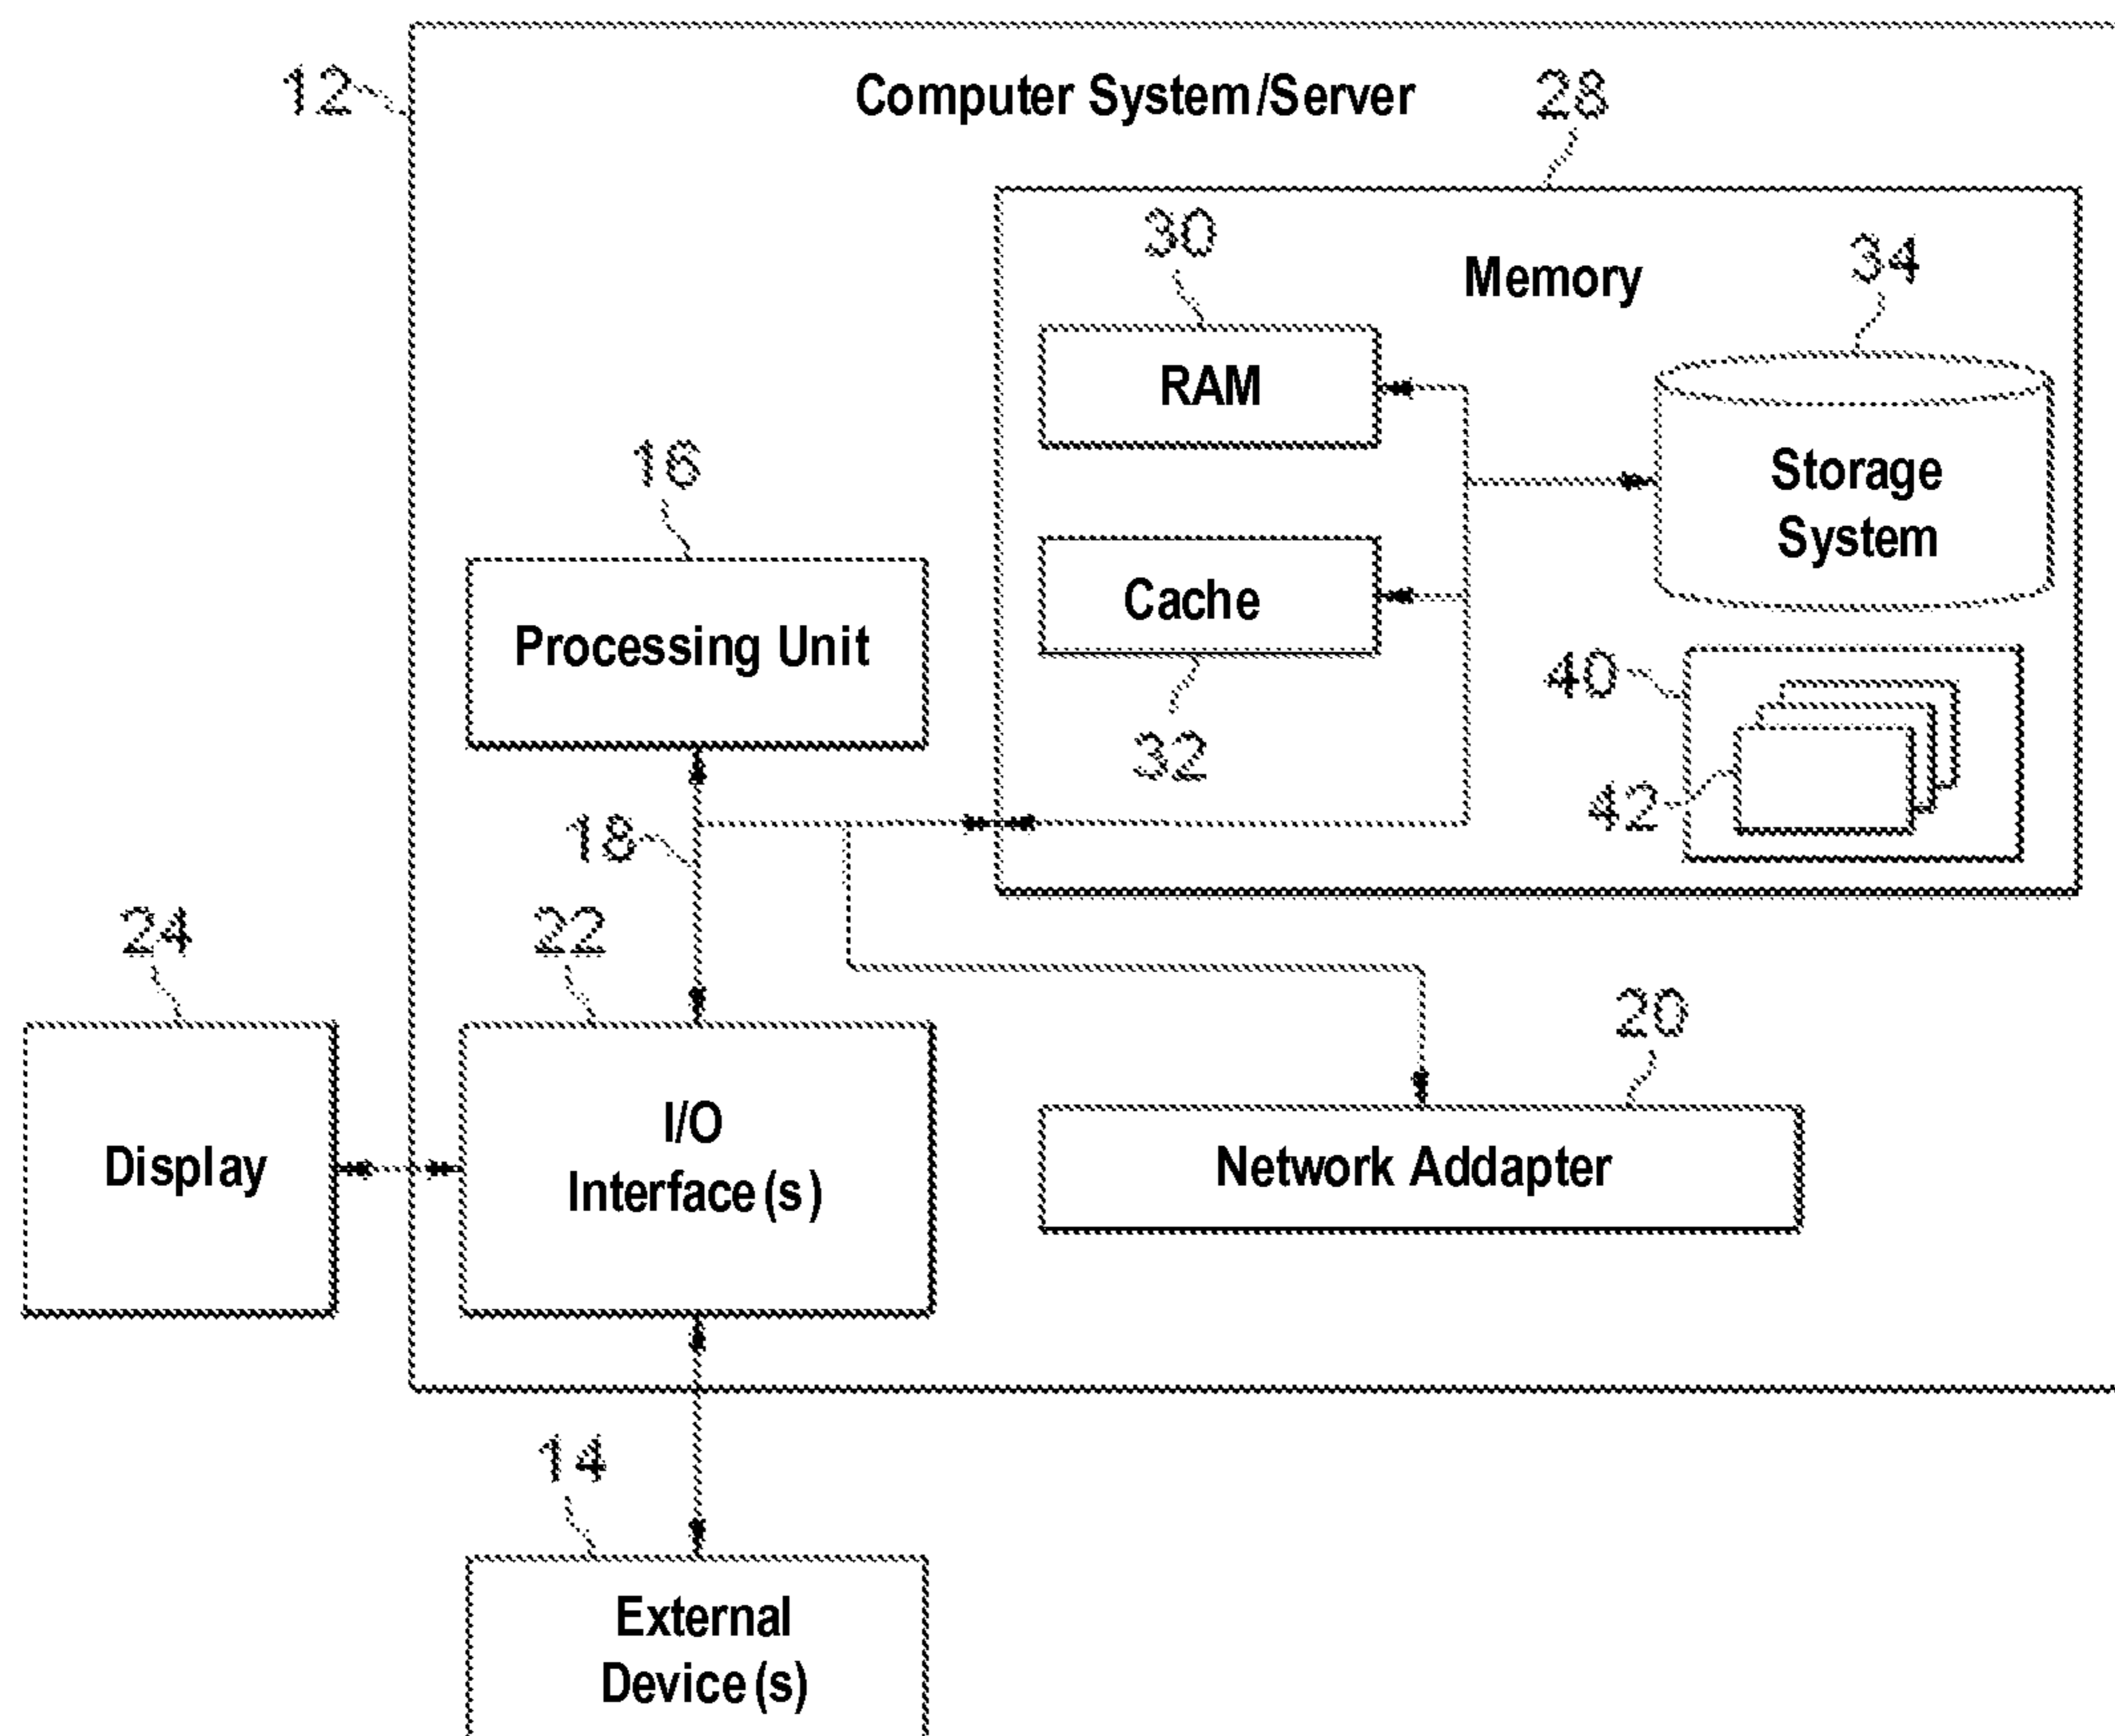 12
Computer System/Server
28
30
Memory
34
RAM
16
Storage
System
Cache
Processing Unit
40
32
42
18
24
22
20
I/O
Interface(s)
Display
Network Addapter
14
External
Device(s)